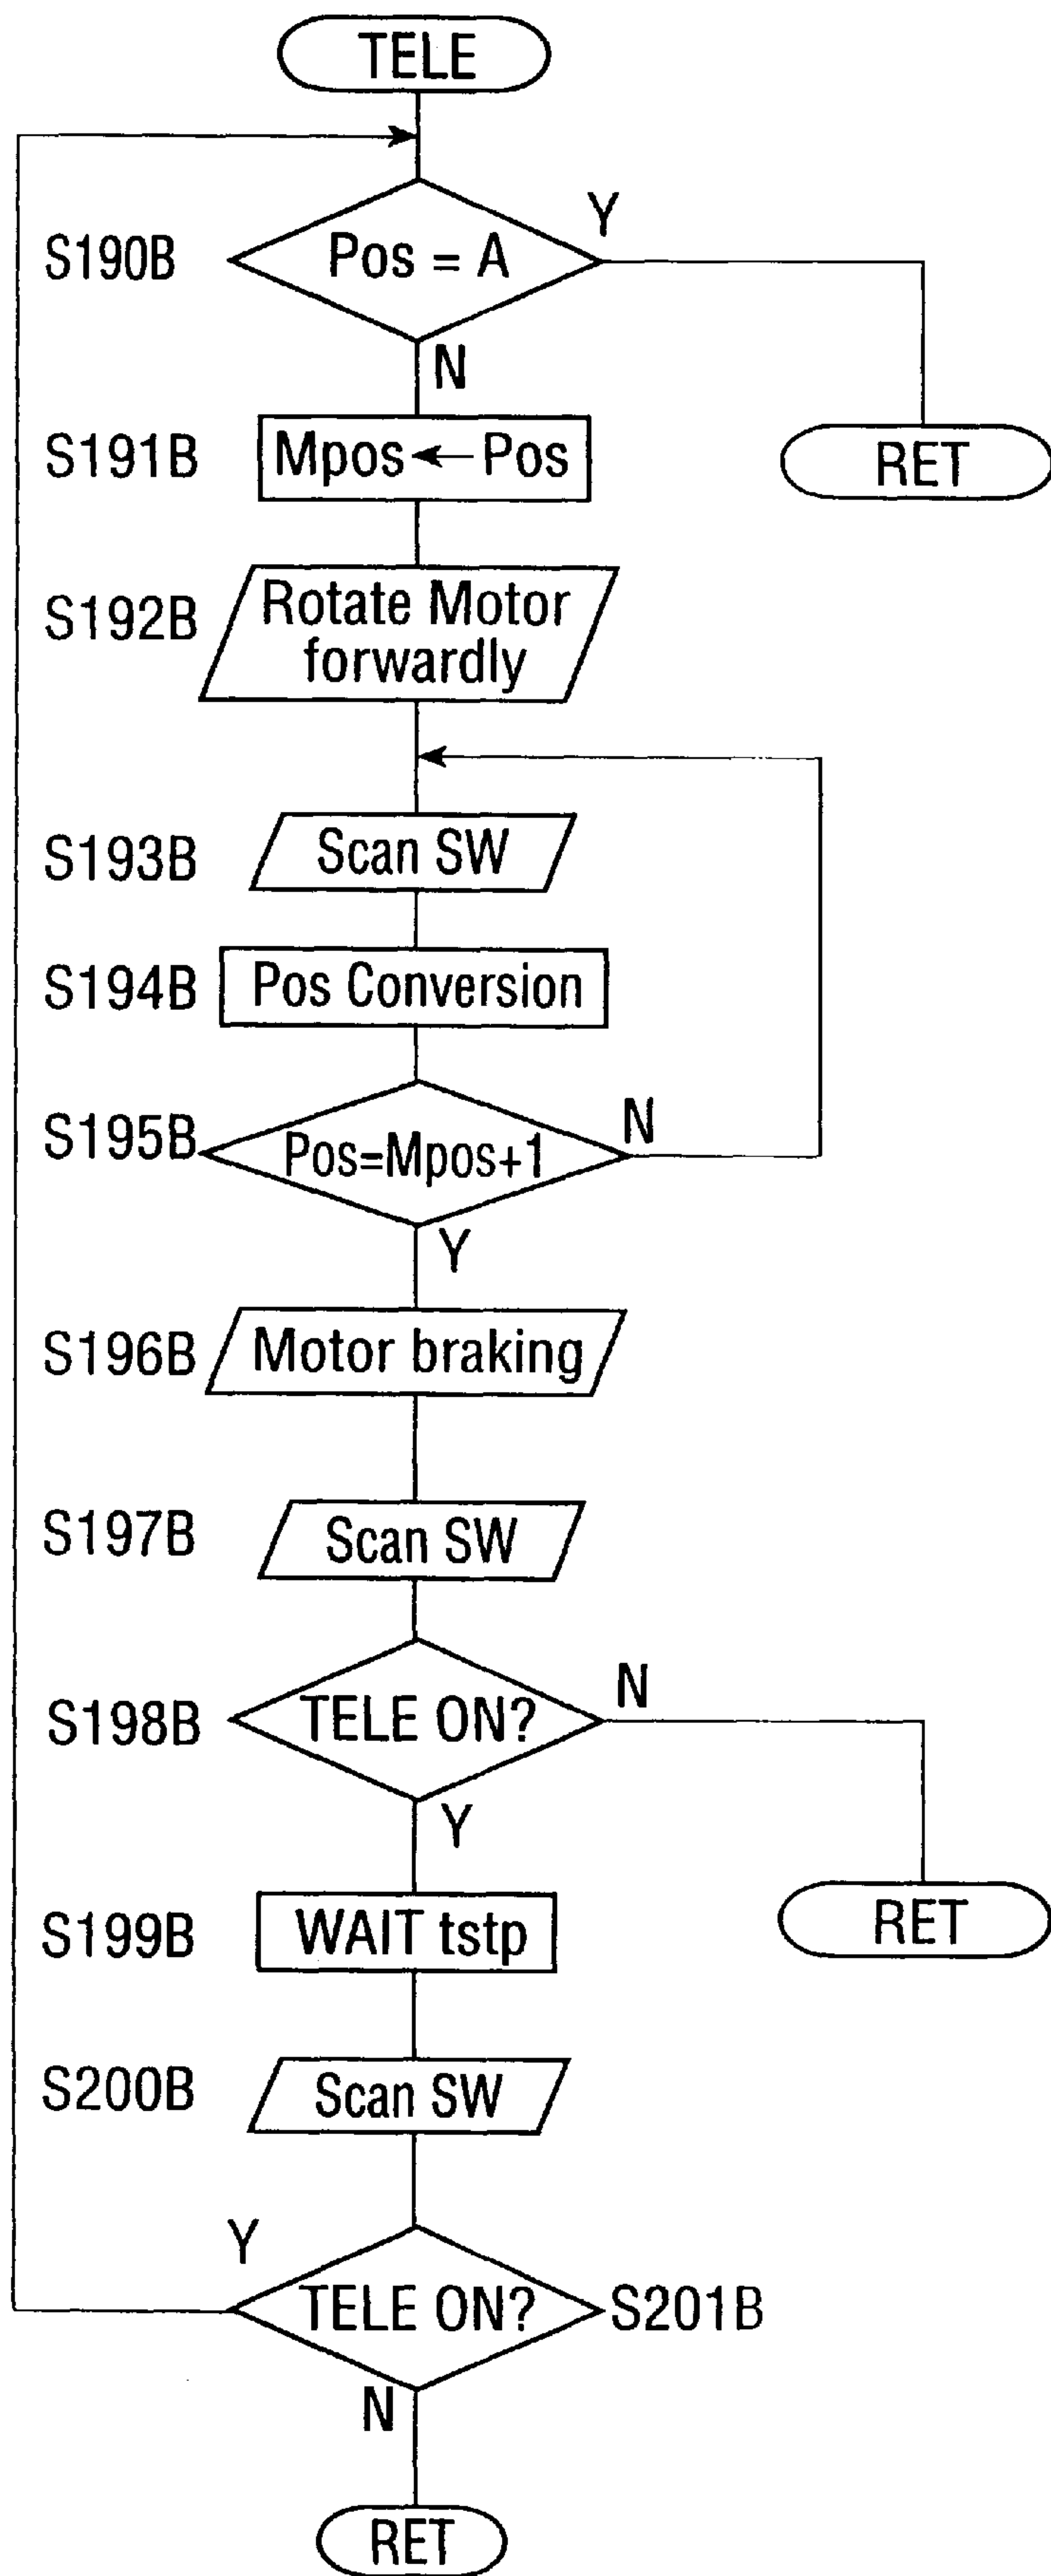 TELE
Y
S190B
Pos = A
N
S191B
Mpos ← Pos
RET
S192B
Rotate Motor
forwardly
S193B
Scan SW
S194B
Pos Conversion
S195B
Pos=Mpos+1
N
Y
S196B
Motor braking
S197B
Scan SW
S198B
TELE ON?
N
Y
S199B
WAIT tstp
RET
S200B
Scan SW
Y
TELE ON?
S201B
N
RET